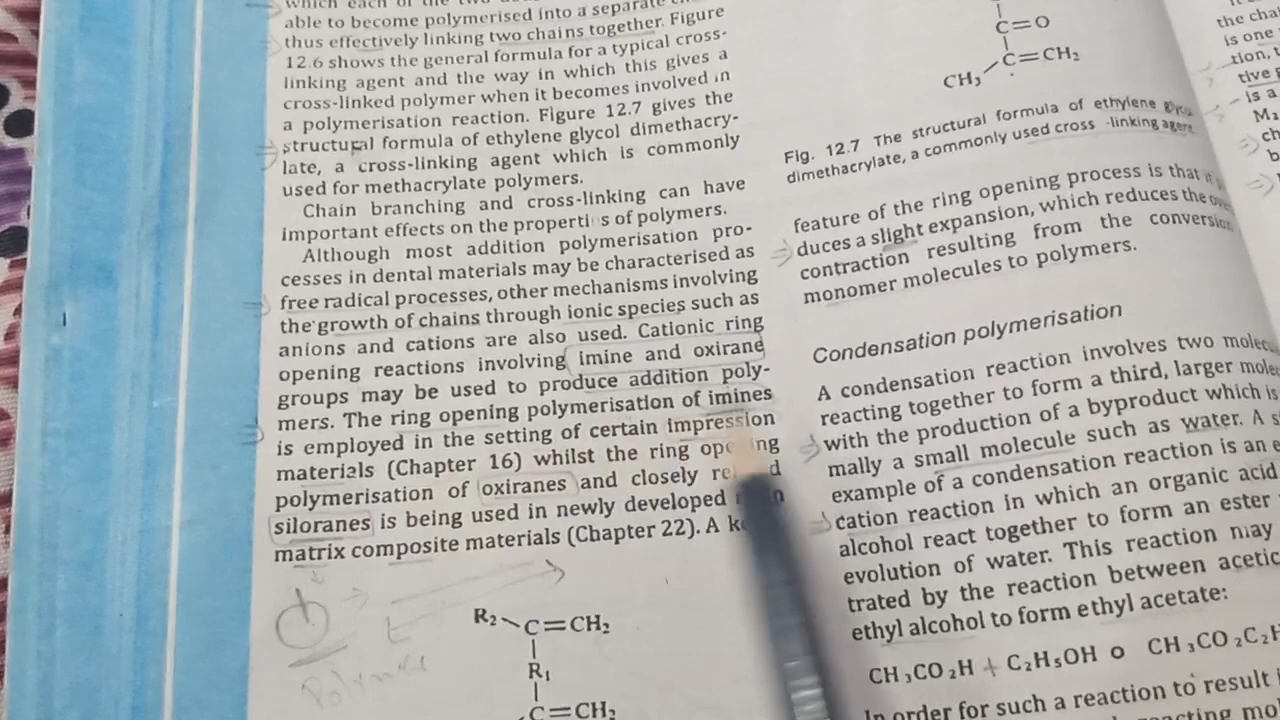 which each of the two
able to become polymerised into a separate
thus effectively linking two chains together. Figure
12.6 shows the general formula for a typical cross-
linking agent and the way in which this gives a
cross-linked polymer when it becomes involved in
a polymerisation reaction. Figure 12.7 gives the
structural formula of ethylene glycol dimethacry-
late, a cross-linking agent which is commonly
used for methacrylate polymers.
Chain branching and cross-linking can have
important effects on the properti s of polymers.
Although most addition polymerisation pro-
cesses in dental materials may be characterised as
free radical processes, other mechanisms involving
the growth of chains through ionic species such as
anions and cations are also used. Cationic ring
opening reactions involving imine and oxirane
groups may be used to produce addition poly-
mers. The ring opening polymerisation of imines
is employed in the setting of certain impression
materials (Chapter 16) whilst the ring opening
polymerisation of oxiranes and closely
siloranes is being used in newly developed
matrix composite materials (Chapter 22). A
Polymer
R₂ C=CH₂
R₁
C=CH₂
C=O
C=CH₂
CH₃
Fig. 12.7 The structural formula of ethylene
dimethacrylate, a commonly used cross -linking agent
feature of the ring opening process is that
duces a slight expansion, which reduces the
contraction resulting from the conversion
monomer molecules to polymers.
Condensation polymerisation
A condensation reaction involves two
reacting together to form a third, larger
with the production of a byproduct which is
mally a small molecule such as water. A
example of a condensation reaction is an
cation reaction in which an organic acid
alcohol react together to form an ester
evolution of water. This reaction may
trated by the reaction between
ethyl alcohol to form ethyl acetate:
CH₃CO₂H + C₂H₅OH o CH₃CO₂C₂H
In order for such a reaction to result
the
is one
tion,
tive
is a
M₂
ch